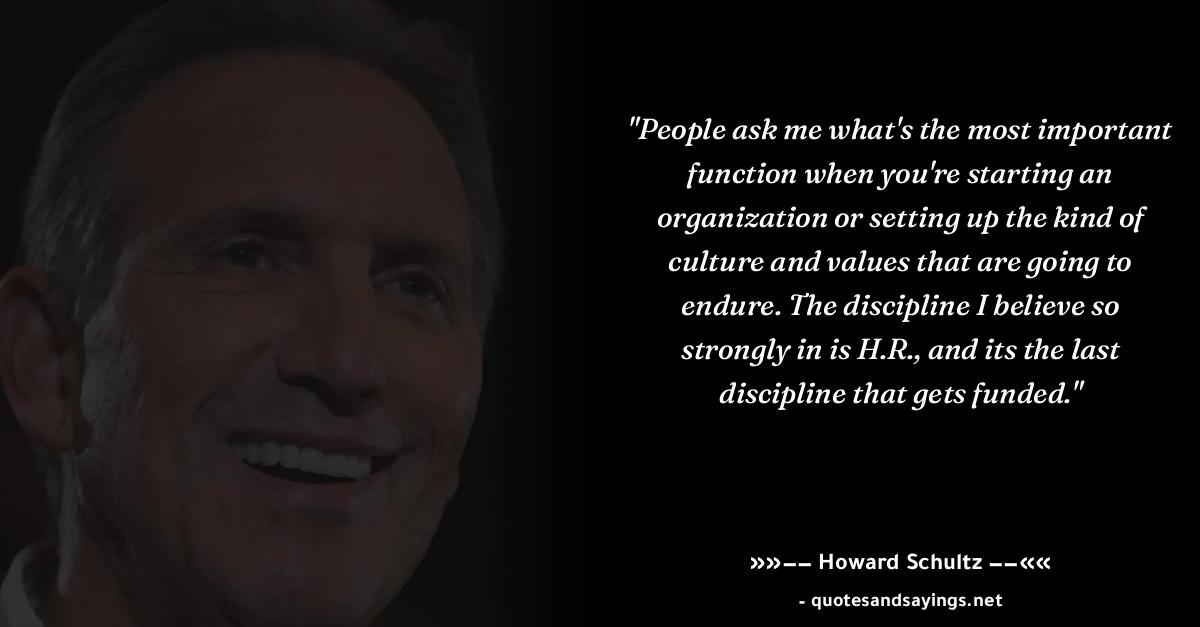 "People ask me what's the most important
function when you're starting an
organization or setting up the kind of
culture and values that are going to
endure. The discipline I believe so
strongly in is H.R., and its the last
discipline that gets funded."
»»−− Howard Schultz −−««
- quotesandsayings.net